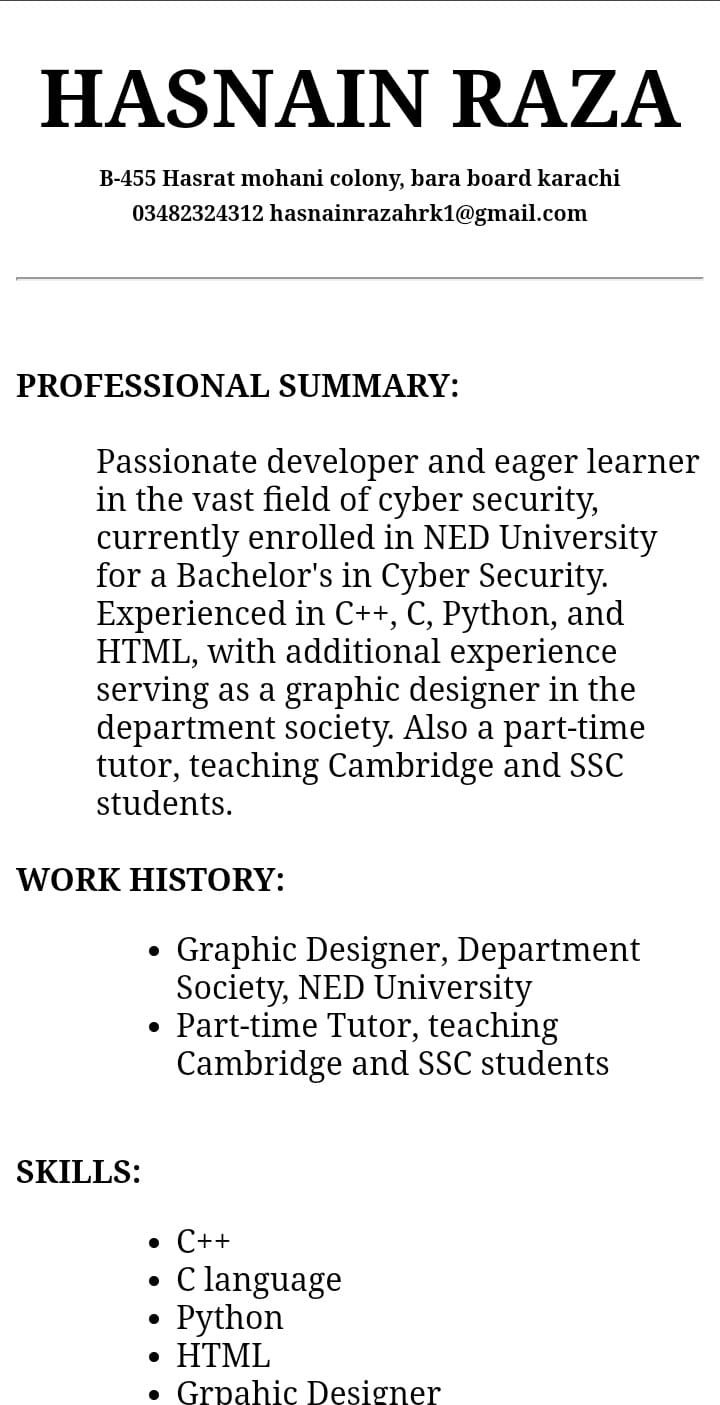 HASNAIN RAZA
B-455 Hasrat mohani colony, bara board karachi
03482324312 hasnainrazahrk1@gmail.com
PROFESSIONAL SUMMARY:
Passionate developer and eager learner
in the vast field of cyber security,
currently enrolled in NED University
for a Bachelor's in Cyber Security.
Experienced in C++, C, Python, and
HTML, with additional experience
serving as a graphic designer in the
department society. Also a part-time
tutor, teaching Cambridge and SSC
students.
WORK HISTORY:
• Graphic Designer, Department
Society, NED University
• Part-time Tutor, teaching
Cambridge and SSC students
SKILLS:
• C++
• C language
• Python
• HTML
• Grpahic Designer